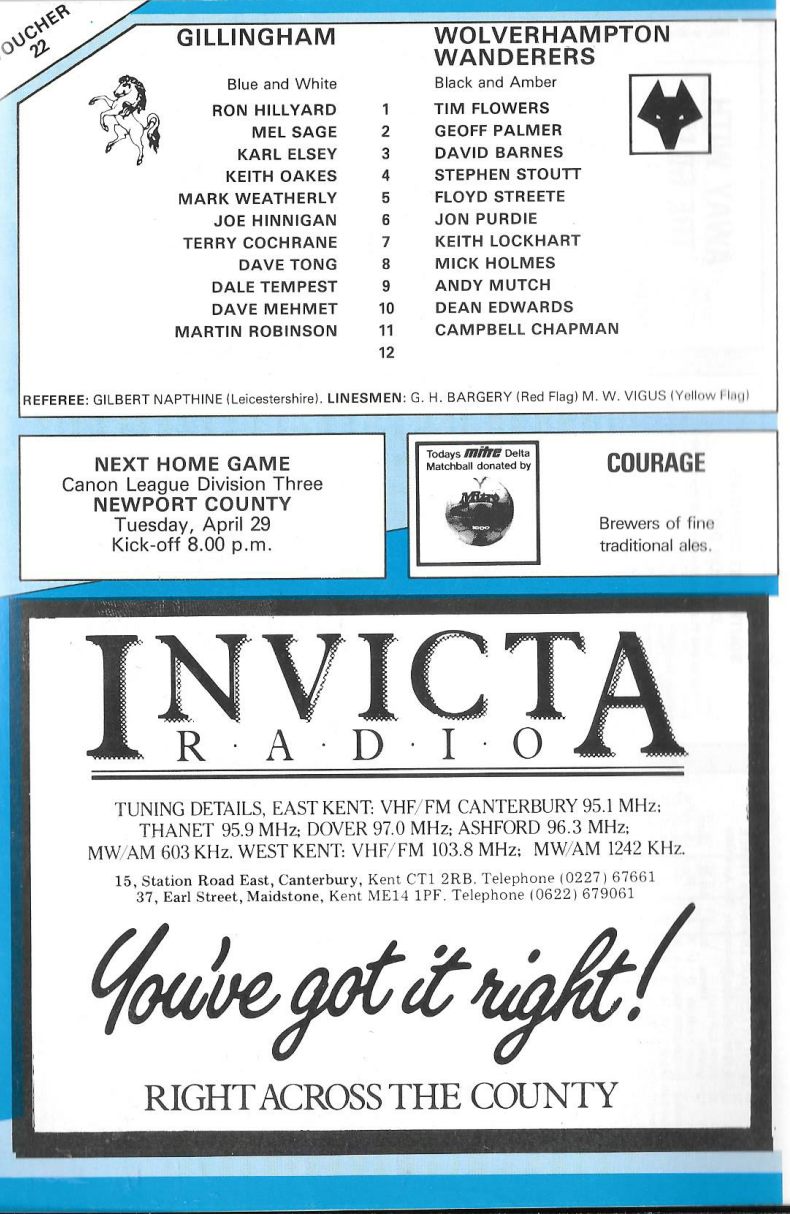 VOUCHER
22
GILLINGHAM
WOLVERHAMPTON
WANDERERS
Blue and White
Black and Amber
RON HILLYARD 1 TIM FLOWERS
MEL SAGE 2 GEOFF PALMER
KARL ELSEY 3 DAVID BARNES
KEITH OAKES 4 STEPHEN STOUTT
MARK WEATHERLY 5 FLOYD STREETE
JOE HINNIGAN 6 JON PURDIE
TERRY COCHRANE 7 KEITH LOCKHART
DAVE TONG 8 MICK HOLMES
DALE TEMPEST 9 ANDY MUTCH
DAVE MEHMET 10 DEAN EDWARDS
MARTIN ROBINSON 11 CAMPBELL CHAPMAN
12
REFEREE: GILBERT NAPTHINE (Leicestershire). LINESMEN: G. H. BARGERY (Red Flag) M. W. VIGUS (Yellow Flag)
NEXT HOME GAME
Canon League Division Three
NEWPORT COUNTY
Tuesday, April 29
Kick-off 8.00 p.m.
Todays mitre Delta
Matchball donated by
Mitre
1000
COURAGE
Brewers of fine
traditional ales.
INVICTA
R·A·D·I·O
TUNING DETAILS, EAST KENT: VHF/FM CANTERBURY 95.1 MHz;
THANET 95.9 MHz; DOVER 97.0 MHz; ASHFORD 96.3 MHz;
MW/AM 603 KHz. WEST KENT: VHF/FM 103.8 MHz; MW/AM 1242 KHz.
15, Station Road East, Canterbury, Kent CT1 2RB. Telephone (0227) 67661
37, Earl Street, Maidstone, Kent ME14 1PF. Telephone (0622) 679061
You've got it right!
RIGHT ACROSS THE COUNTY